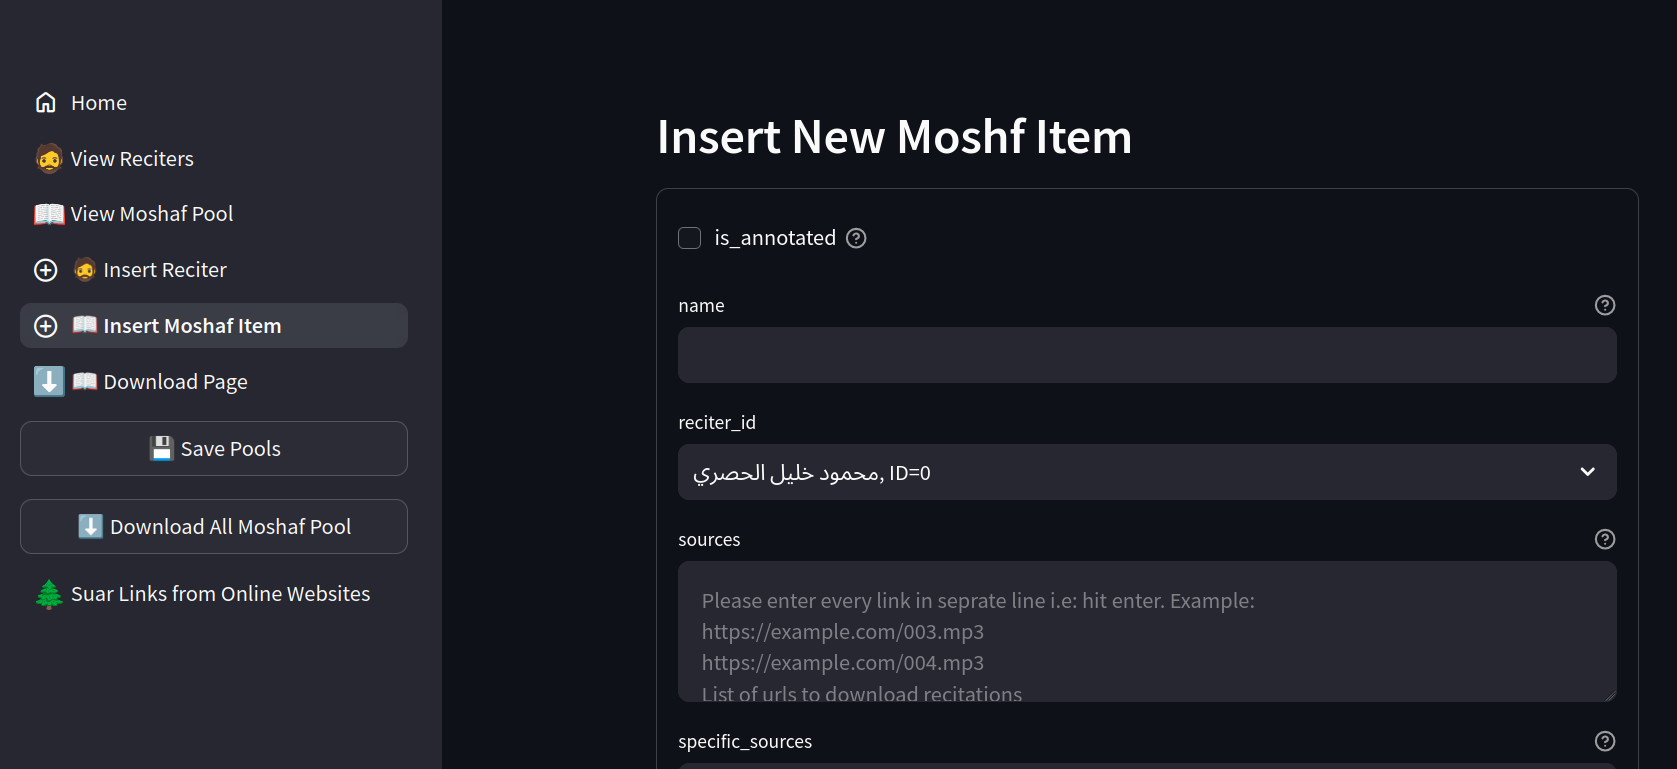 Home
View Reciters
View Moshaf Pool
Insert Reciter
Insert Moshaf Item
Download Page
Save Pools
Download All Moshaf Pool
Suar Links from Online Websites
Insert New Moshf Item
is_annotated
name
reciter_id
محمود خليل الحصري, ID=0
sources
Please enter every link in seprate line i.e: hit enter. Example:
https://example.com/003.mp3
https://example.com/004.mp3
List of urls to download recitations
specific_sources